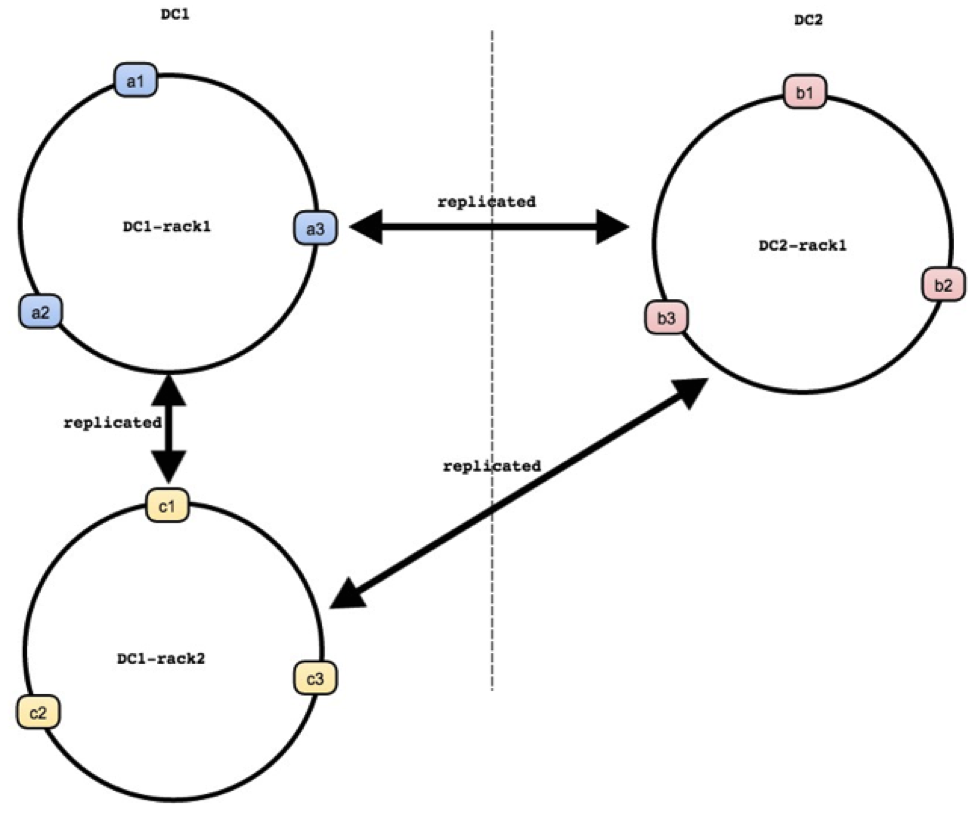 DC1
DC2
a1
b1
replicated
DC1-rack1
a3
DC2-rack1
b2
a2
b3
replicated
replicated
c1
DC1-rack2
c3
c2